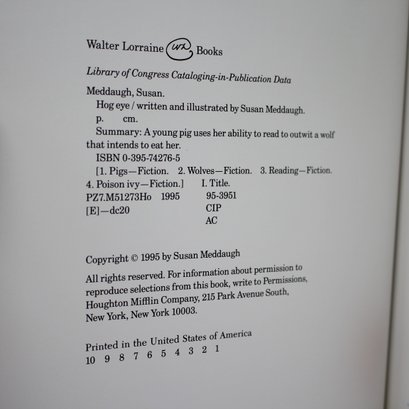 Walter Lorraine wl Books
Library of Congress Cataloging-in-Publication Data
Meddaugh, Susan.
Hog eye / written and illustrated by Susan Meddaugh.
p. cm.
Summary: A young pig uses her ability to read to outwit a wolf
that intends to eat her.
ISBN 0-395-74276-5
[1. Pigs—Fiction. 2. Wolves—Fiction. 3. Reading—Fiction.
4. Poison ivy—Fiction.] I. Title.
PZ7.M51273Ho 1995 95-3951
[E]—dc20 CIP
AC
Copyright © 1995 by Susan Meddaugh
All rights reserved. For information about permission to
reproduce selections from this book, write to Permissions,
Houghton Mifflin Company, 215 Park Avenue South,
New York, New York 10003.
Printed in the United States of America
10 9 8 7 6 5 4 3 2 1